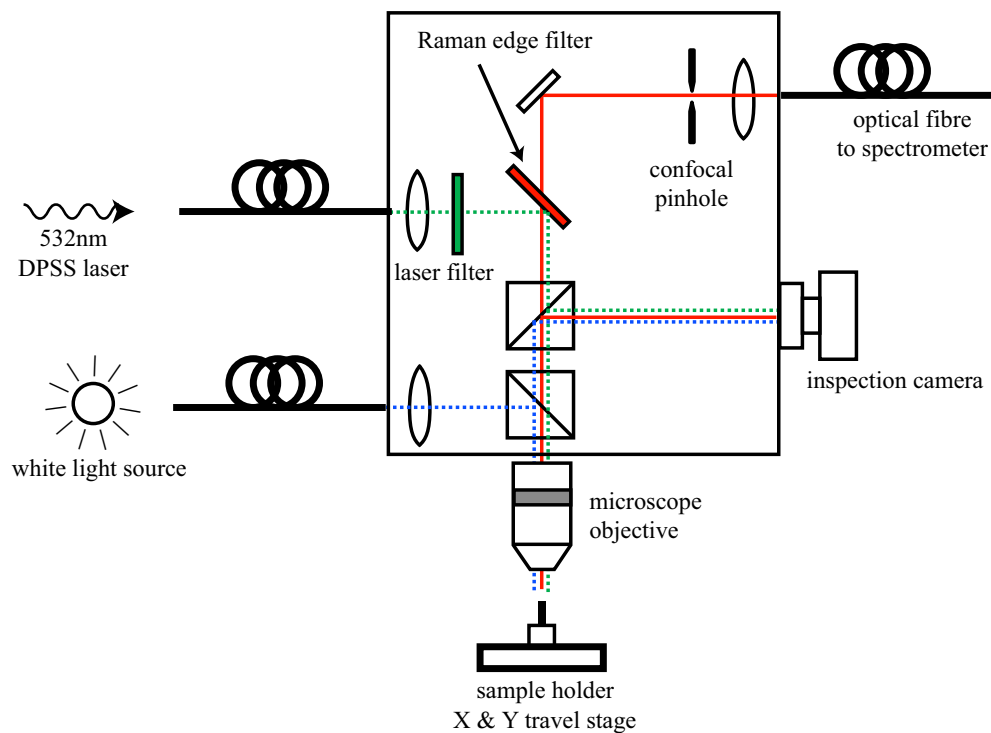 Raman edge filter
optical fibre
to spectrometer
confocal
pinhole
532nm
DPSS laser
laser filter
inspection camera
white light source
microscope
objective
sample holder
X & Y travel stage